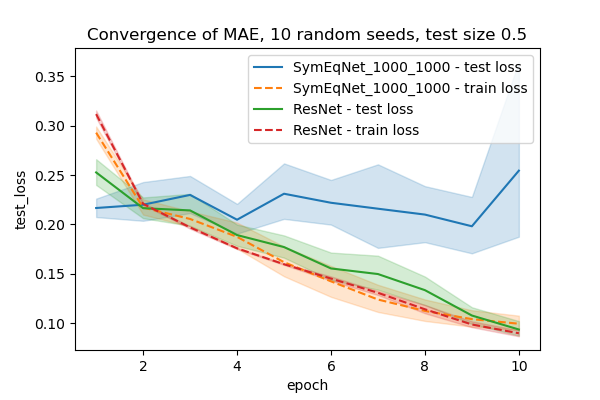 Convergence of MAE, 10 random seeds, test size 0.5
SymEqNet_1000_1000 - test loss
SymEqNet_1000_1000 - train loss
ResNet - test loss
ResNet - train loss
test_loss
0.35
0.30
0.25
0.20
0.15
0.10
2 4 6 8 10
epoch